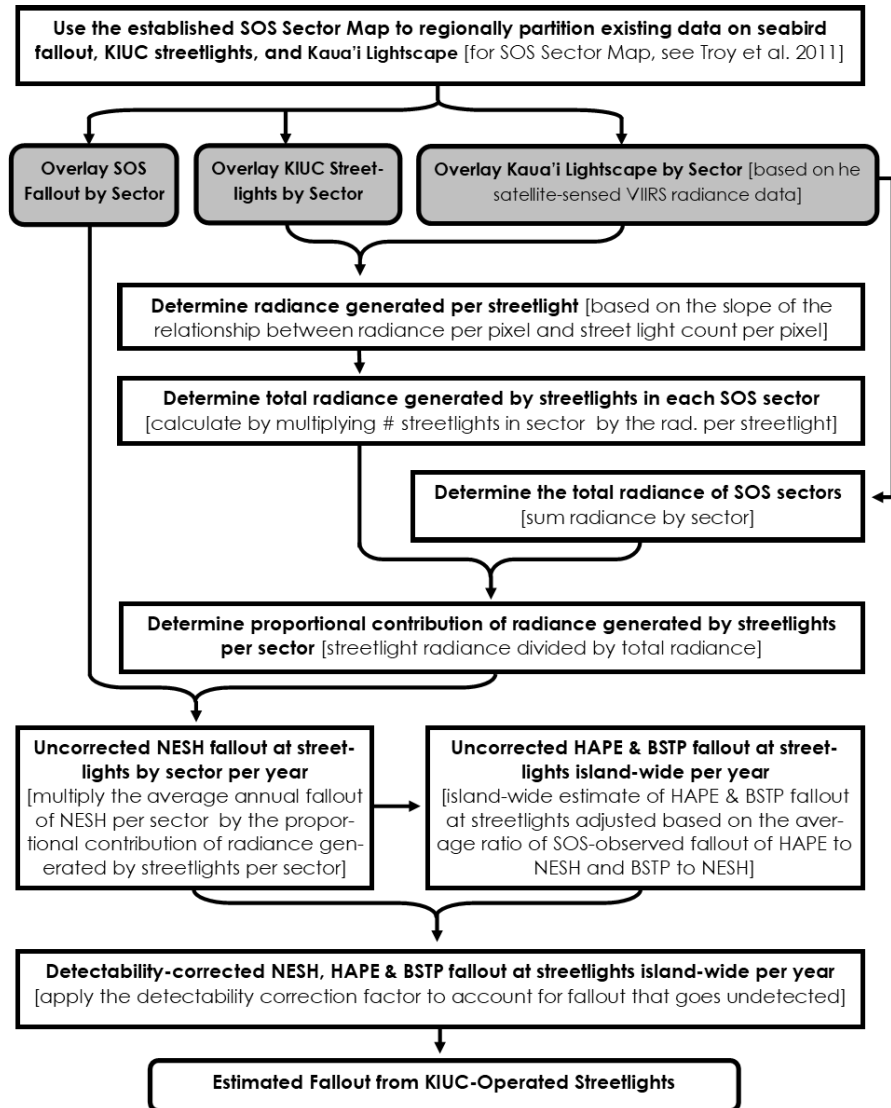 Use the established SOS Sector Map to regionally partition existing data on seabird
fallout, KIUC streetlights, and Kaua'i Lightscape [for SOS Sector Map, see Troy et al. 2011]
Overlay SOS
Fallout by Sector
Overlay KIUC Street-
lights by Sector
Overlay Kaua'i Lightscape by Sector [based on he
satellite-sensed VIIRS radiance data]
Determine radiance generated per streetlight [based on the slope of the
relationship between radiance per pixel and street light count per pixel]
Determine total radiance generated by streetlights in each SOS sector
[calculate by multiplying # streetlights in sector by the rad. per streetlight]
Determine the total radiance of SOS sectors
[sum radiance by sector]
Determine proportional contribution of radiance generated by streetlights
per sector [streetlight radiance divided by total radiance]
Uncorrected NESH fallout at street-
lights by sector per year
[multiply the average annual fallout
of NESH per sector by the propor-
tional contribution of radiance gen-
erated by streetlights per sector]
Uncorrected HAPE & BSTP fallout at street-
lights island-wide per year
[island-wide estimate of HAPE & BSTP fallout
at streetlights adjusted based on the aver-
age ratio of SOS-observed fallout of HAPE to
NESH and BSTP to NESH]
Detectability-corrected NESH, HAPE & BSTP fallout at streetlights island-wide per year
[apply the detectability correction factor to account for fallout that goes undetected]
Estimated Fallout from KIUC-Operated Streetlights